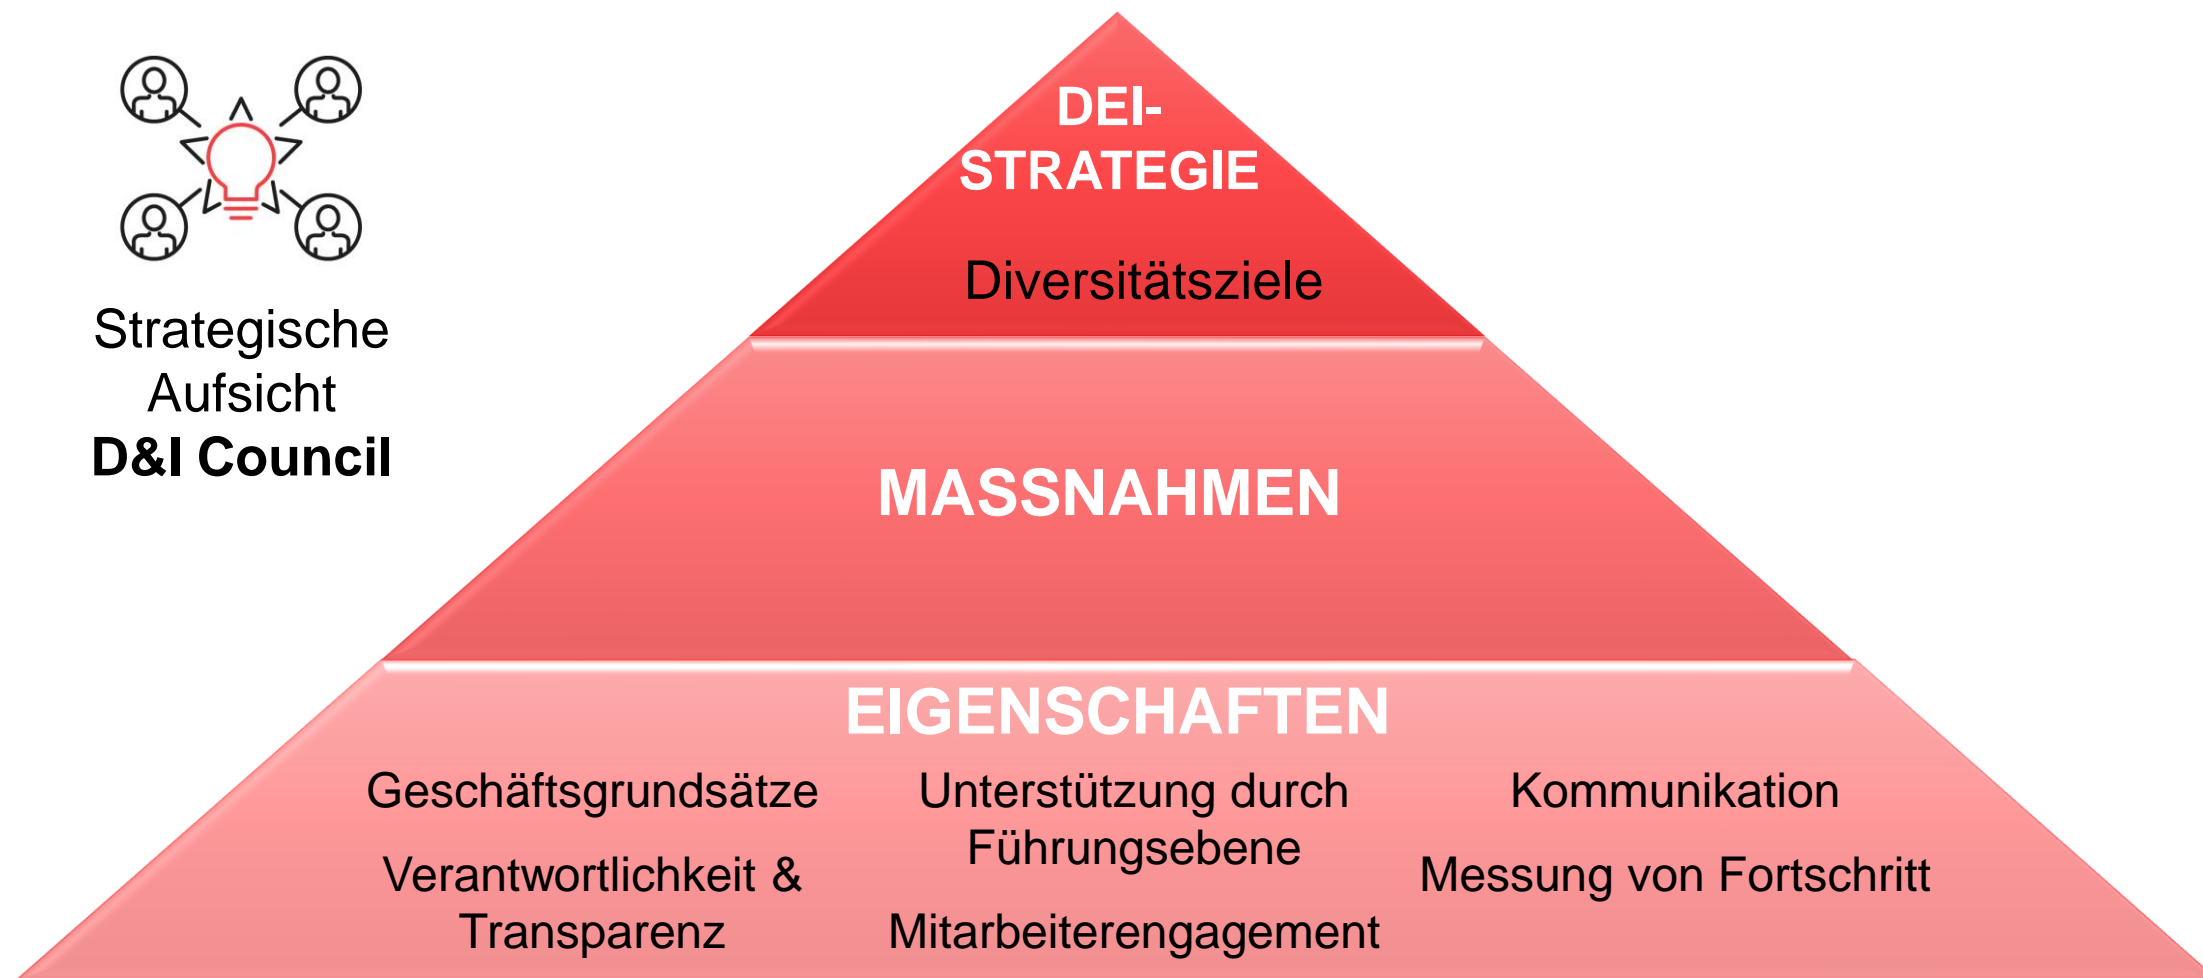 Strategische
Aufsicht
D&I Council
DEI-
STRATEGIE
Diversitätsziele
MASSNAHMEN
EIGENSCHAFTEN
Geschäftsgrundsätze
Verantwortlichkeit &
Transparenz
Unterstützung durch
Führungsebene
Mitarbeiterengagement
Kommunikation
Messung von Fortschritt